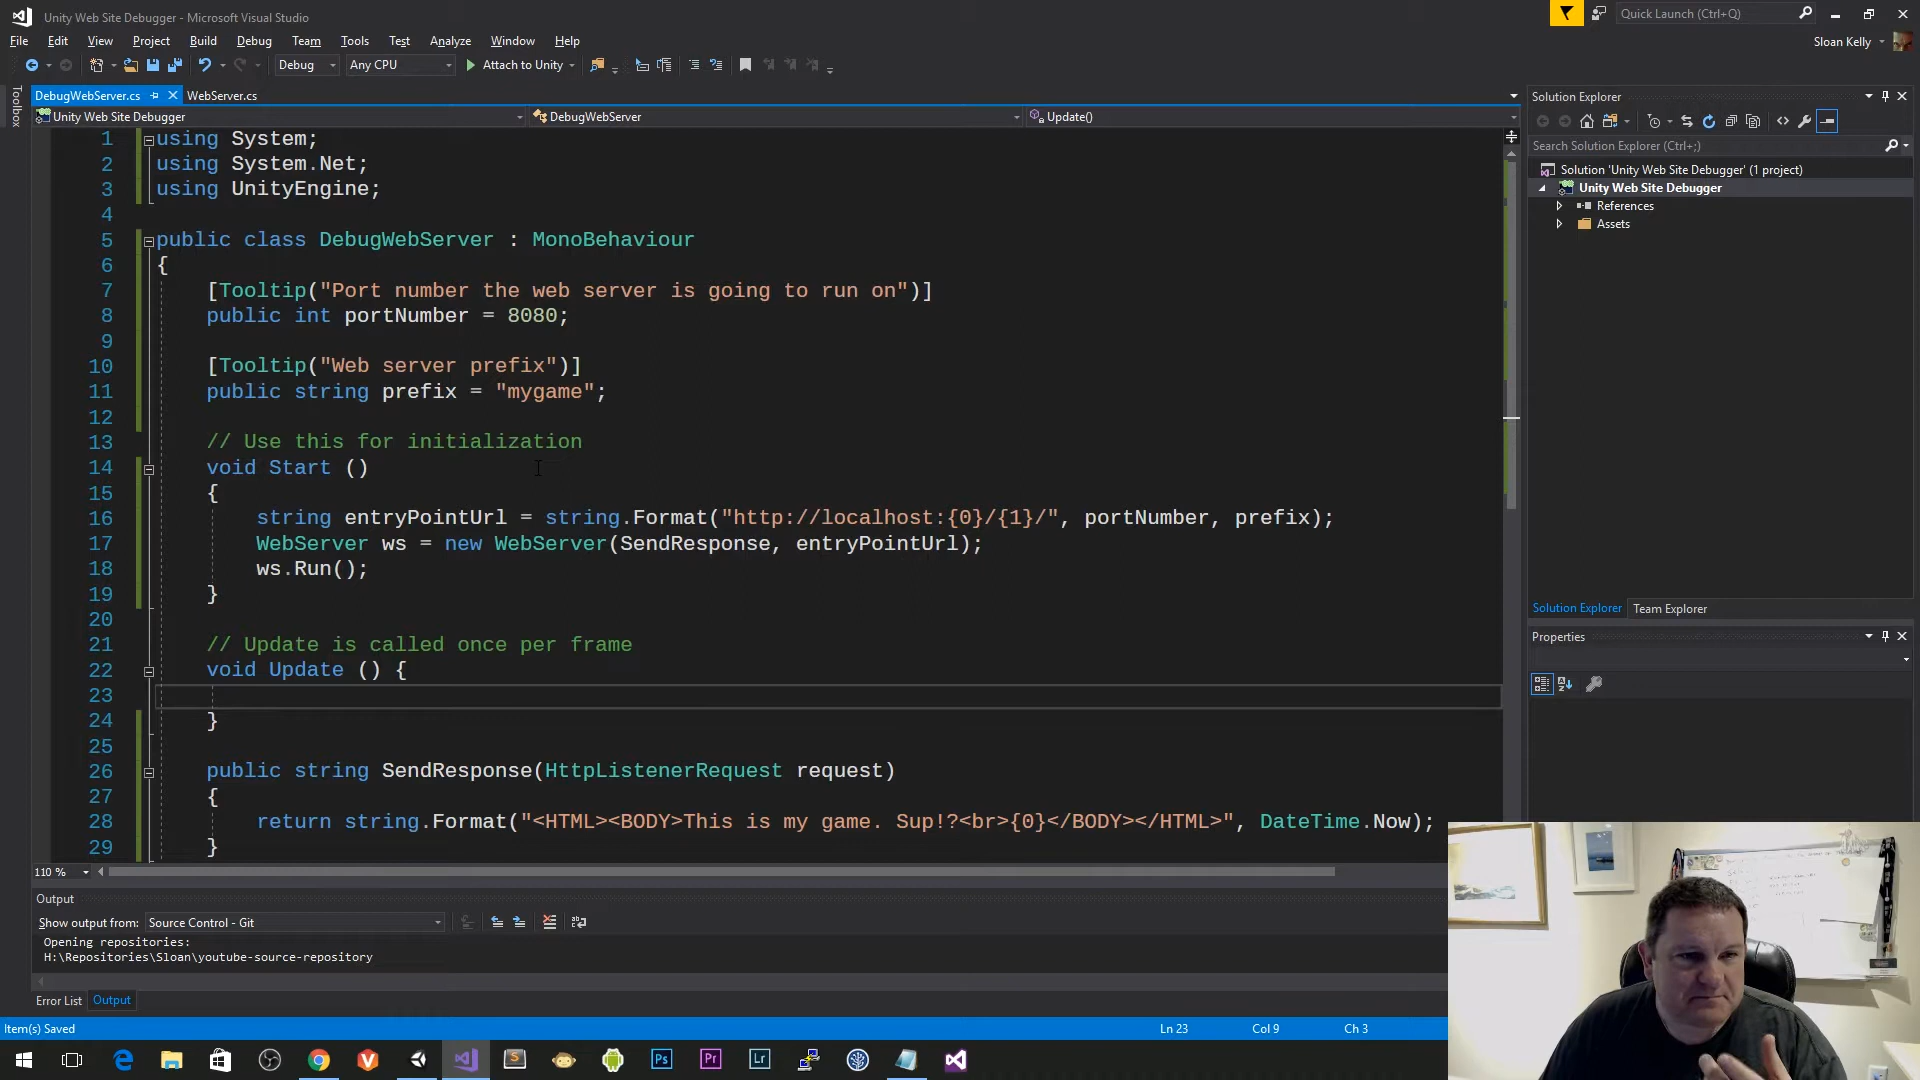 Unity Web Site Debugger - Microsoft Visual Studio
Quick Launch (Ctrl+Q)
File Edit View Project Build Debug Team Tools Test Analyze Window Help
Sloan Kelly
Debug Any CPU Attach to Unity
Toolbox
DebugWebServer.cs WebServer.cs
Unity Web Site Debugger DebugWebServer Update()
1 using System;
2 using System.Net;
3 using UnityEngine;
4
5 public class DebugWebServer : MonoBehaviour
6 {
7 [Tooltip("Port number the web server is going to run on")]
8 public int portNumber = 8080;
9
10 [Tooltip("Web server prefix")]
11 public string prefix = "mygame";
12
13 // Use this for initialization
14 void Start ()
15 {
16 string entryPointUrl = string.Format("http://localhost:{0}/{1}/", portNumber, prefix);
17 WebServer ws = new WebServer(SendResponse, entryPointUrl);
18 ws.Run();
19 }
20
21 // Update is called once per frame
22 void Update () {
23
24 }
25
26 public string SendResponse(HttpListenerRequest request)
27 {
28 return string.Format("<HTML><BODY>This is my game. Sup!?<br>{0}</BODY></HTML>", DateTime.Now);
29 }
110 %
Solution Explorer
Search Solution Explorer (Ctrl+;)
Solution 'Unity Web Site Debugger' (1 project)
Unity Web Site Debugger
References
Assets
Solution Explorer Team Explorer
Properties
Output
Show output from: Source Control - Git
Opening repositories:
H:\Repositories\Sloan\youtube-source-repository
Error List Output
Item(s) Saved Ln 23 Col 9 Ch 3
Ps
Pr
Lr